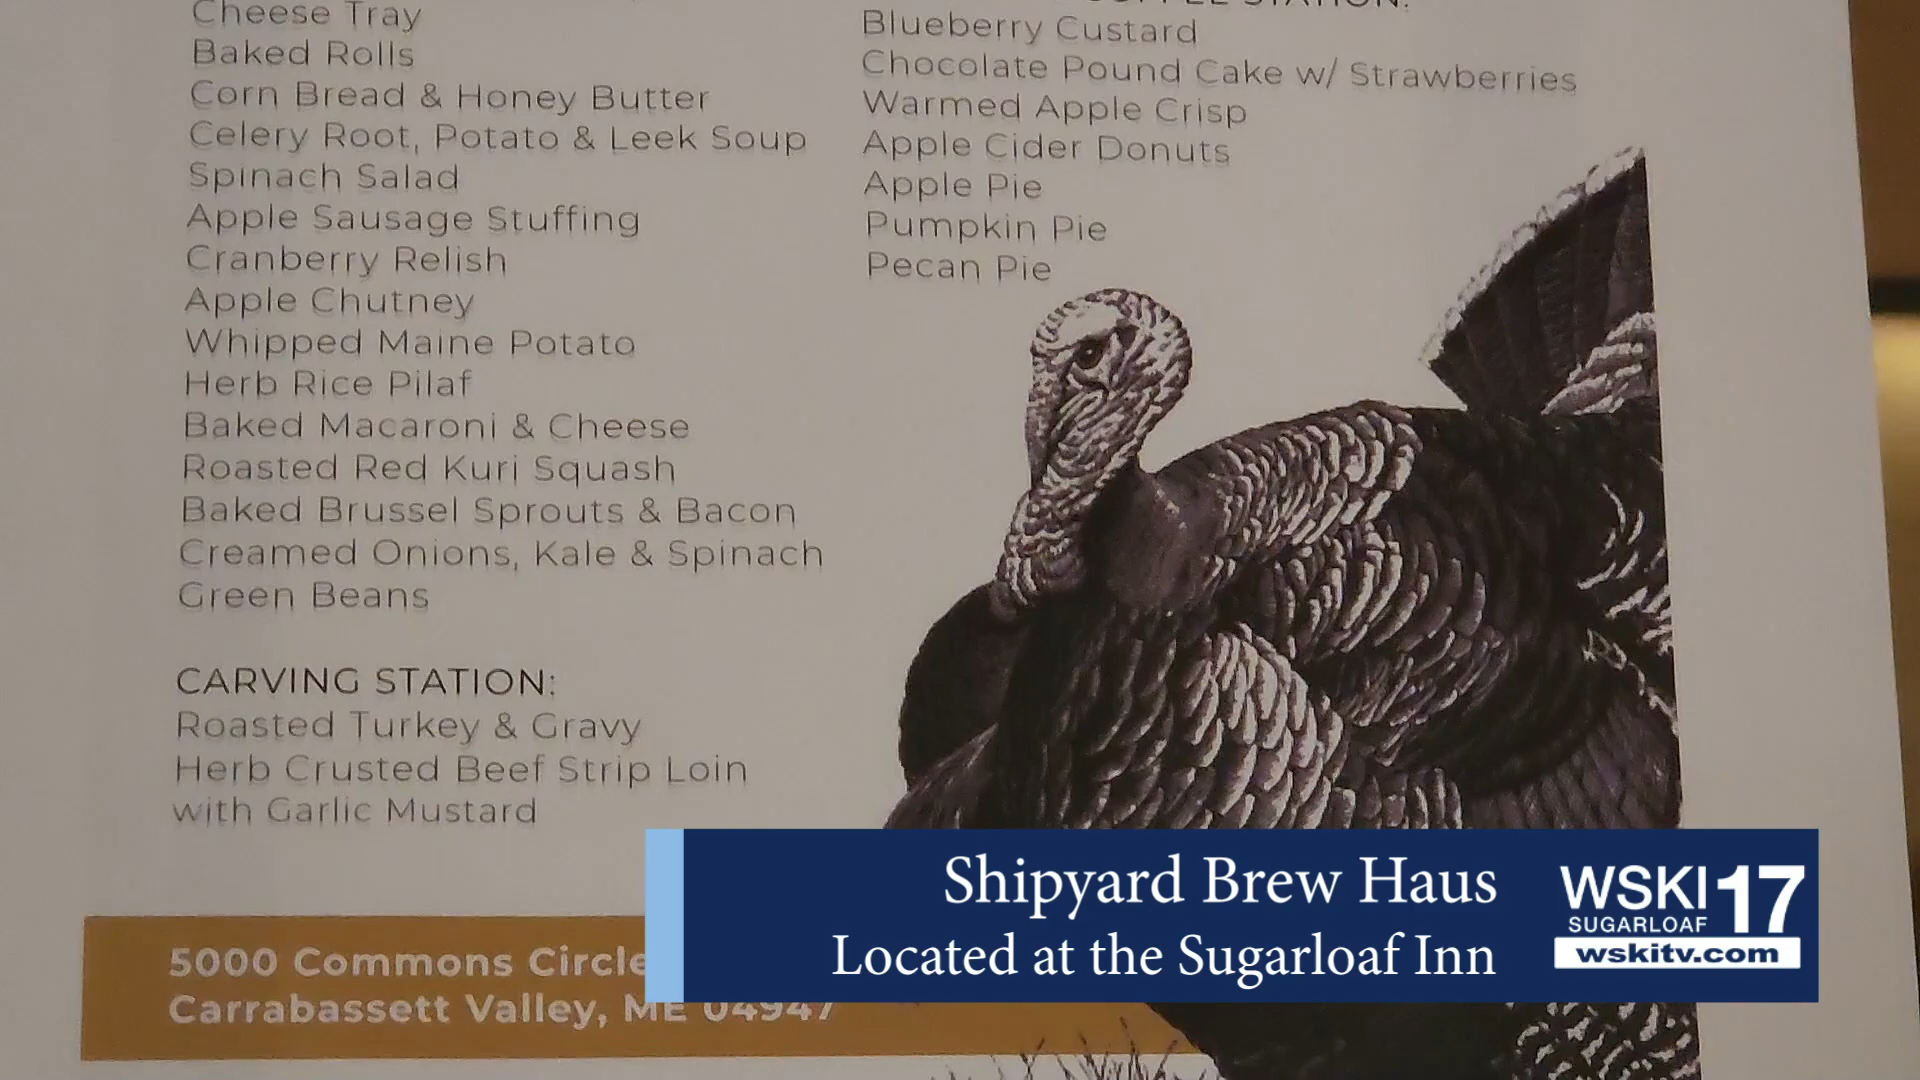 Cheese Tray
Baked Rolls
Corn Bread & Honey Butter
Celery Root, Potato & Leek Soup
Spinach Salad
Apple Sausage Stuffing
Cranberry Relish
Apple Chutney
Whipped Maine Potato
Herb Rice Pilaf
Baked Macaroni & Cheese
Roasted Red Kuri Squash
Baked Brussel Sprouts & Bacon
Creamed Onions, Kale & Spinach
Green Beans
CARVING STATION:
Roasted Turkey & Gravy
Herb Crusted Beef Strip Loin
with Garlic Mustard
STATION:
Blueberry Custard
Chocolate Pound Cake w/ Strawberries
Warmed Apple Crisp
Apple Cider Donuts
Apple Pie
Pumpkin Pie
Pecan Pie
5000 Commons Circle
Carrabassett Valley, ME 04947
Shipyard Brew Haus
Located at the Sugarloaf Inn
WSKI 17
SUGARLOAF
wskitv.com